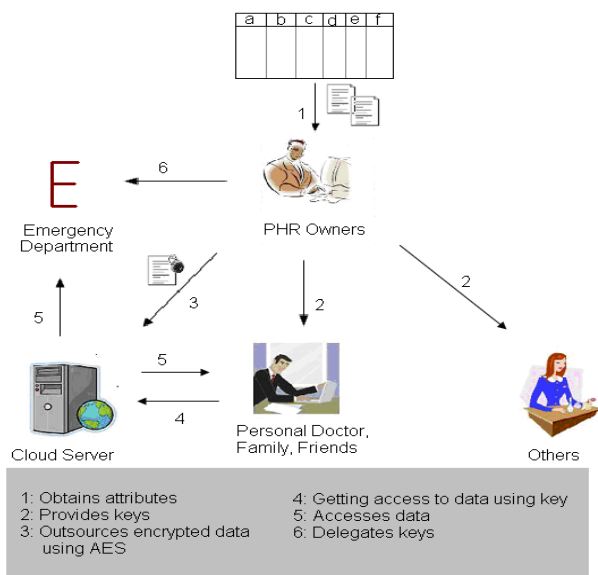 a b c d e f
1
6
E
Emergency
Department
PHR Owners
3
2
2
5
5
4
Cloud Server
Personal Doctor,
Family, Friends
Others
1: Obtains attributes
2: Provides keys
3: Outsources encrypted data
using AES
4: Getting access to data using key
5: Accesses data
6: Delegates keys